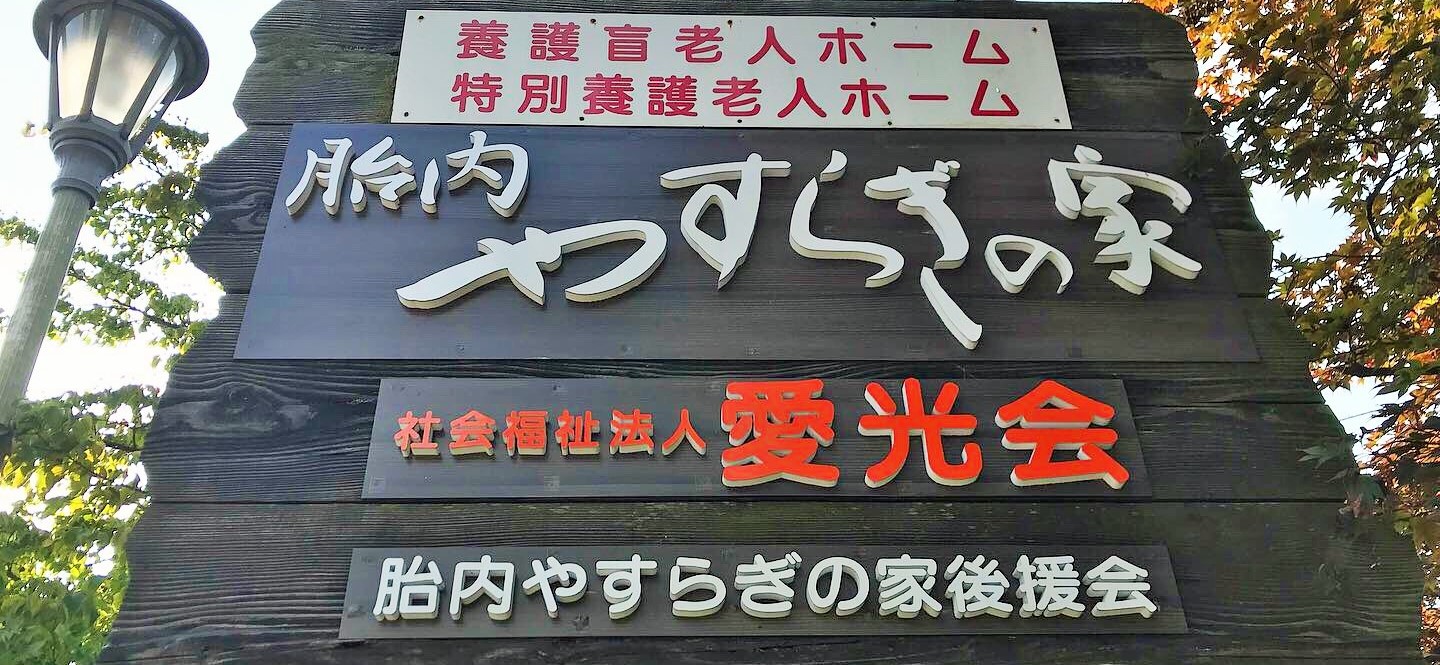 養護盲老人ホーム
特別養護老人ホーム
胎内やすらぎの家
社会福祉法人愛光会
胎内やすらぎの家後援会